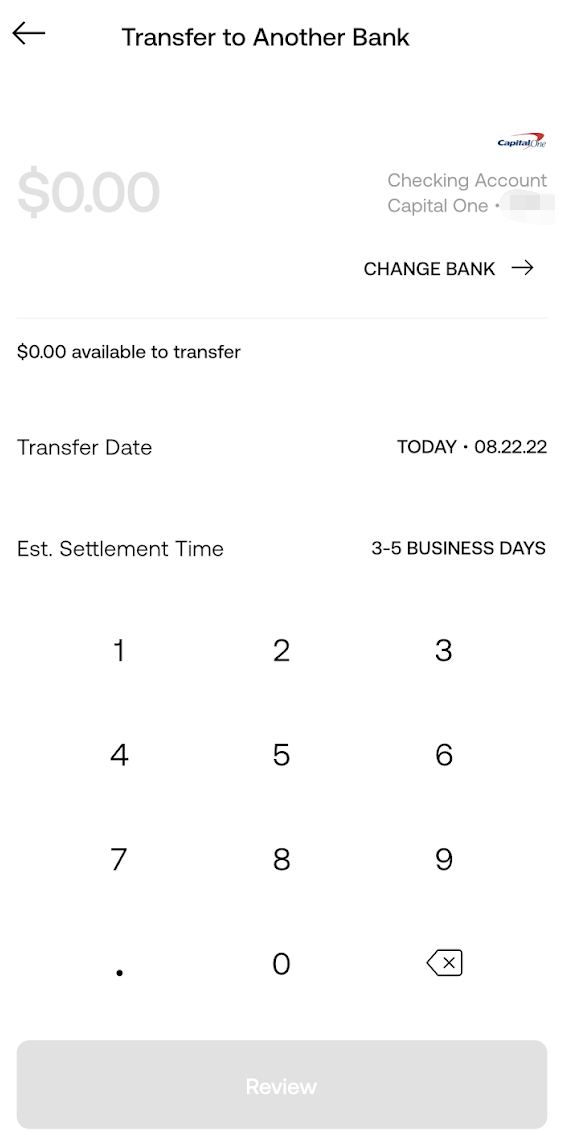 Transfer to Another Bank
Capital One
$0.00
Checking Account
Capital One •
CHANGE BANK
$0.00 available to transfer
Transfer Date
TODAY • 08.22.22
Est. Settlement Time
3-5 BUSINESS DAYS
1 2 3
4 5 6
7 8 9
. 0
Review